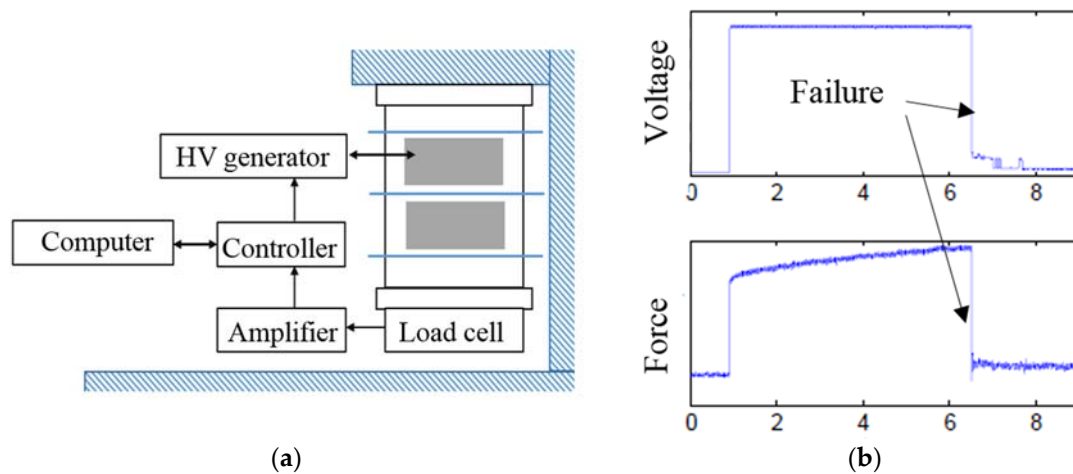 HV generator
Computer
Controller
Amplifier
Load cell
(a)
Voltage
Failure
0 2 4 6 8
Force
0 2 4 6 8
(b)